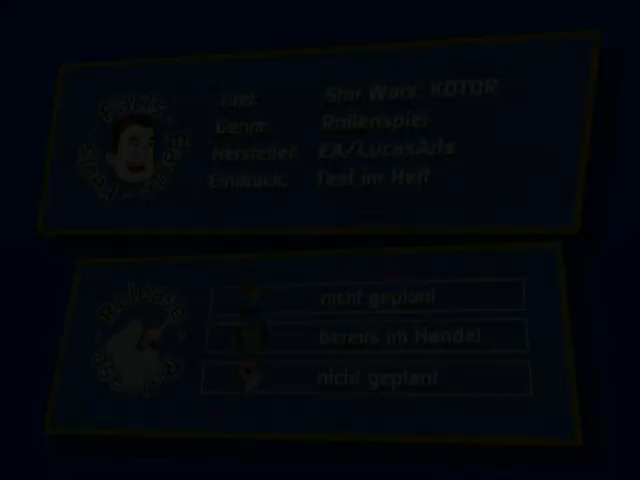 Titel: Star Wars: KOTOR
Genre: Rollenspiel
Hersteller: EA/LucasArts
Eindruck: Test im Heft
Release
nicht geplant
bereits im Handel
nicht geplant